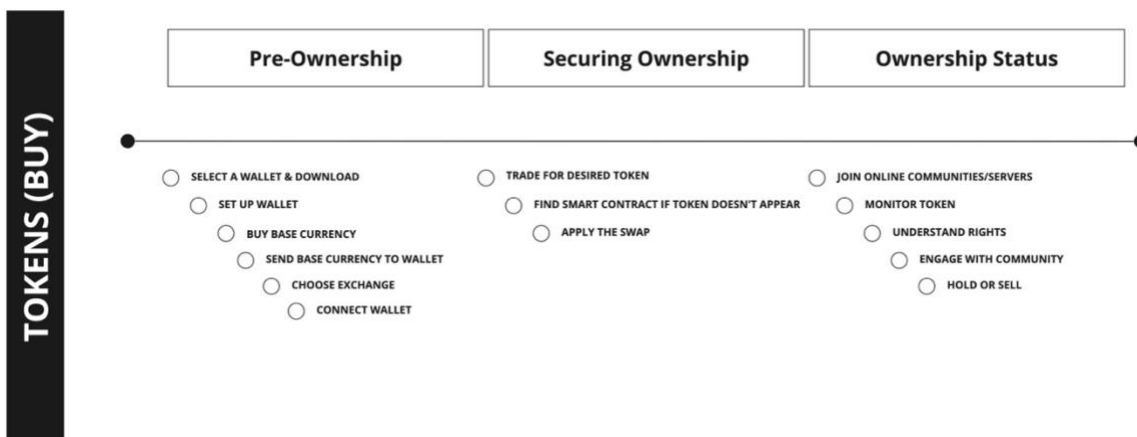 TOKENS (BUY)
Pre-Ownership
Securing Ownership
Ownership Status
SELECT A WALLET & DOWNLOAD
SET UP WALLET
BUY BASE CURRENCY
SEND BASE CURRENCY TO WALLET
CHOOSE EXCHANGE
CONNECT WALLET
TRADE FOR DESIRED TOKEN
FIND SMART CONTRACT IF TOKEN DOESN'T APPEAR
APPLY THE SWAP
JOIN ONLINE COMMUNITIES/SERVERS
MONITOR TOKEN
UNDERSTAND RIGHTS
ENGAGE WITH COMMUNITY
HOLD OR SELL